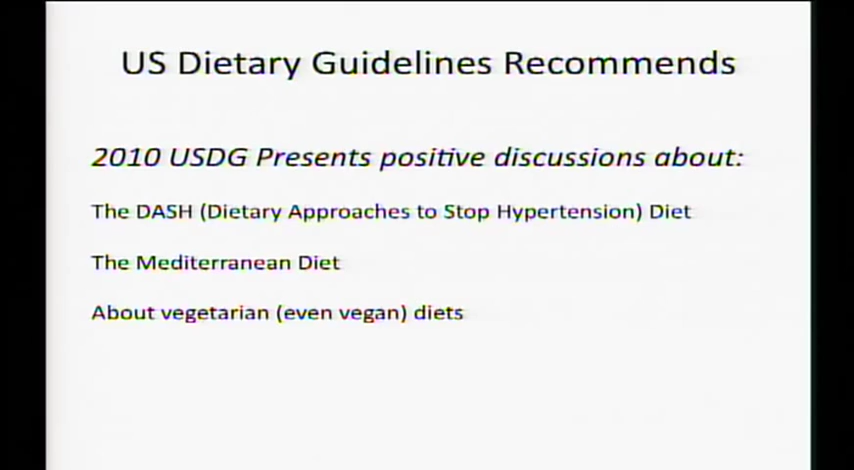 US Dietary Guidelines Recommends
2010 USDG Presents positive discussions about:
The DASH (Dietary Approaches to Stop Hypertension) Diet
The Mediterranean Diet
About vegetarian (even vegan) diets